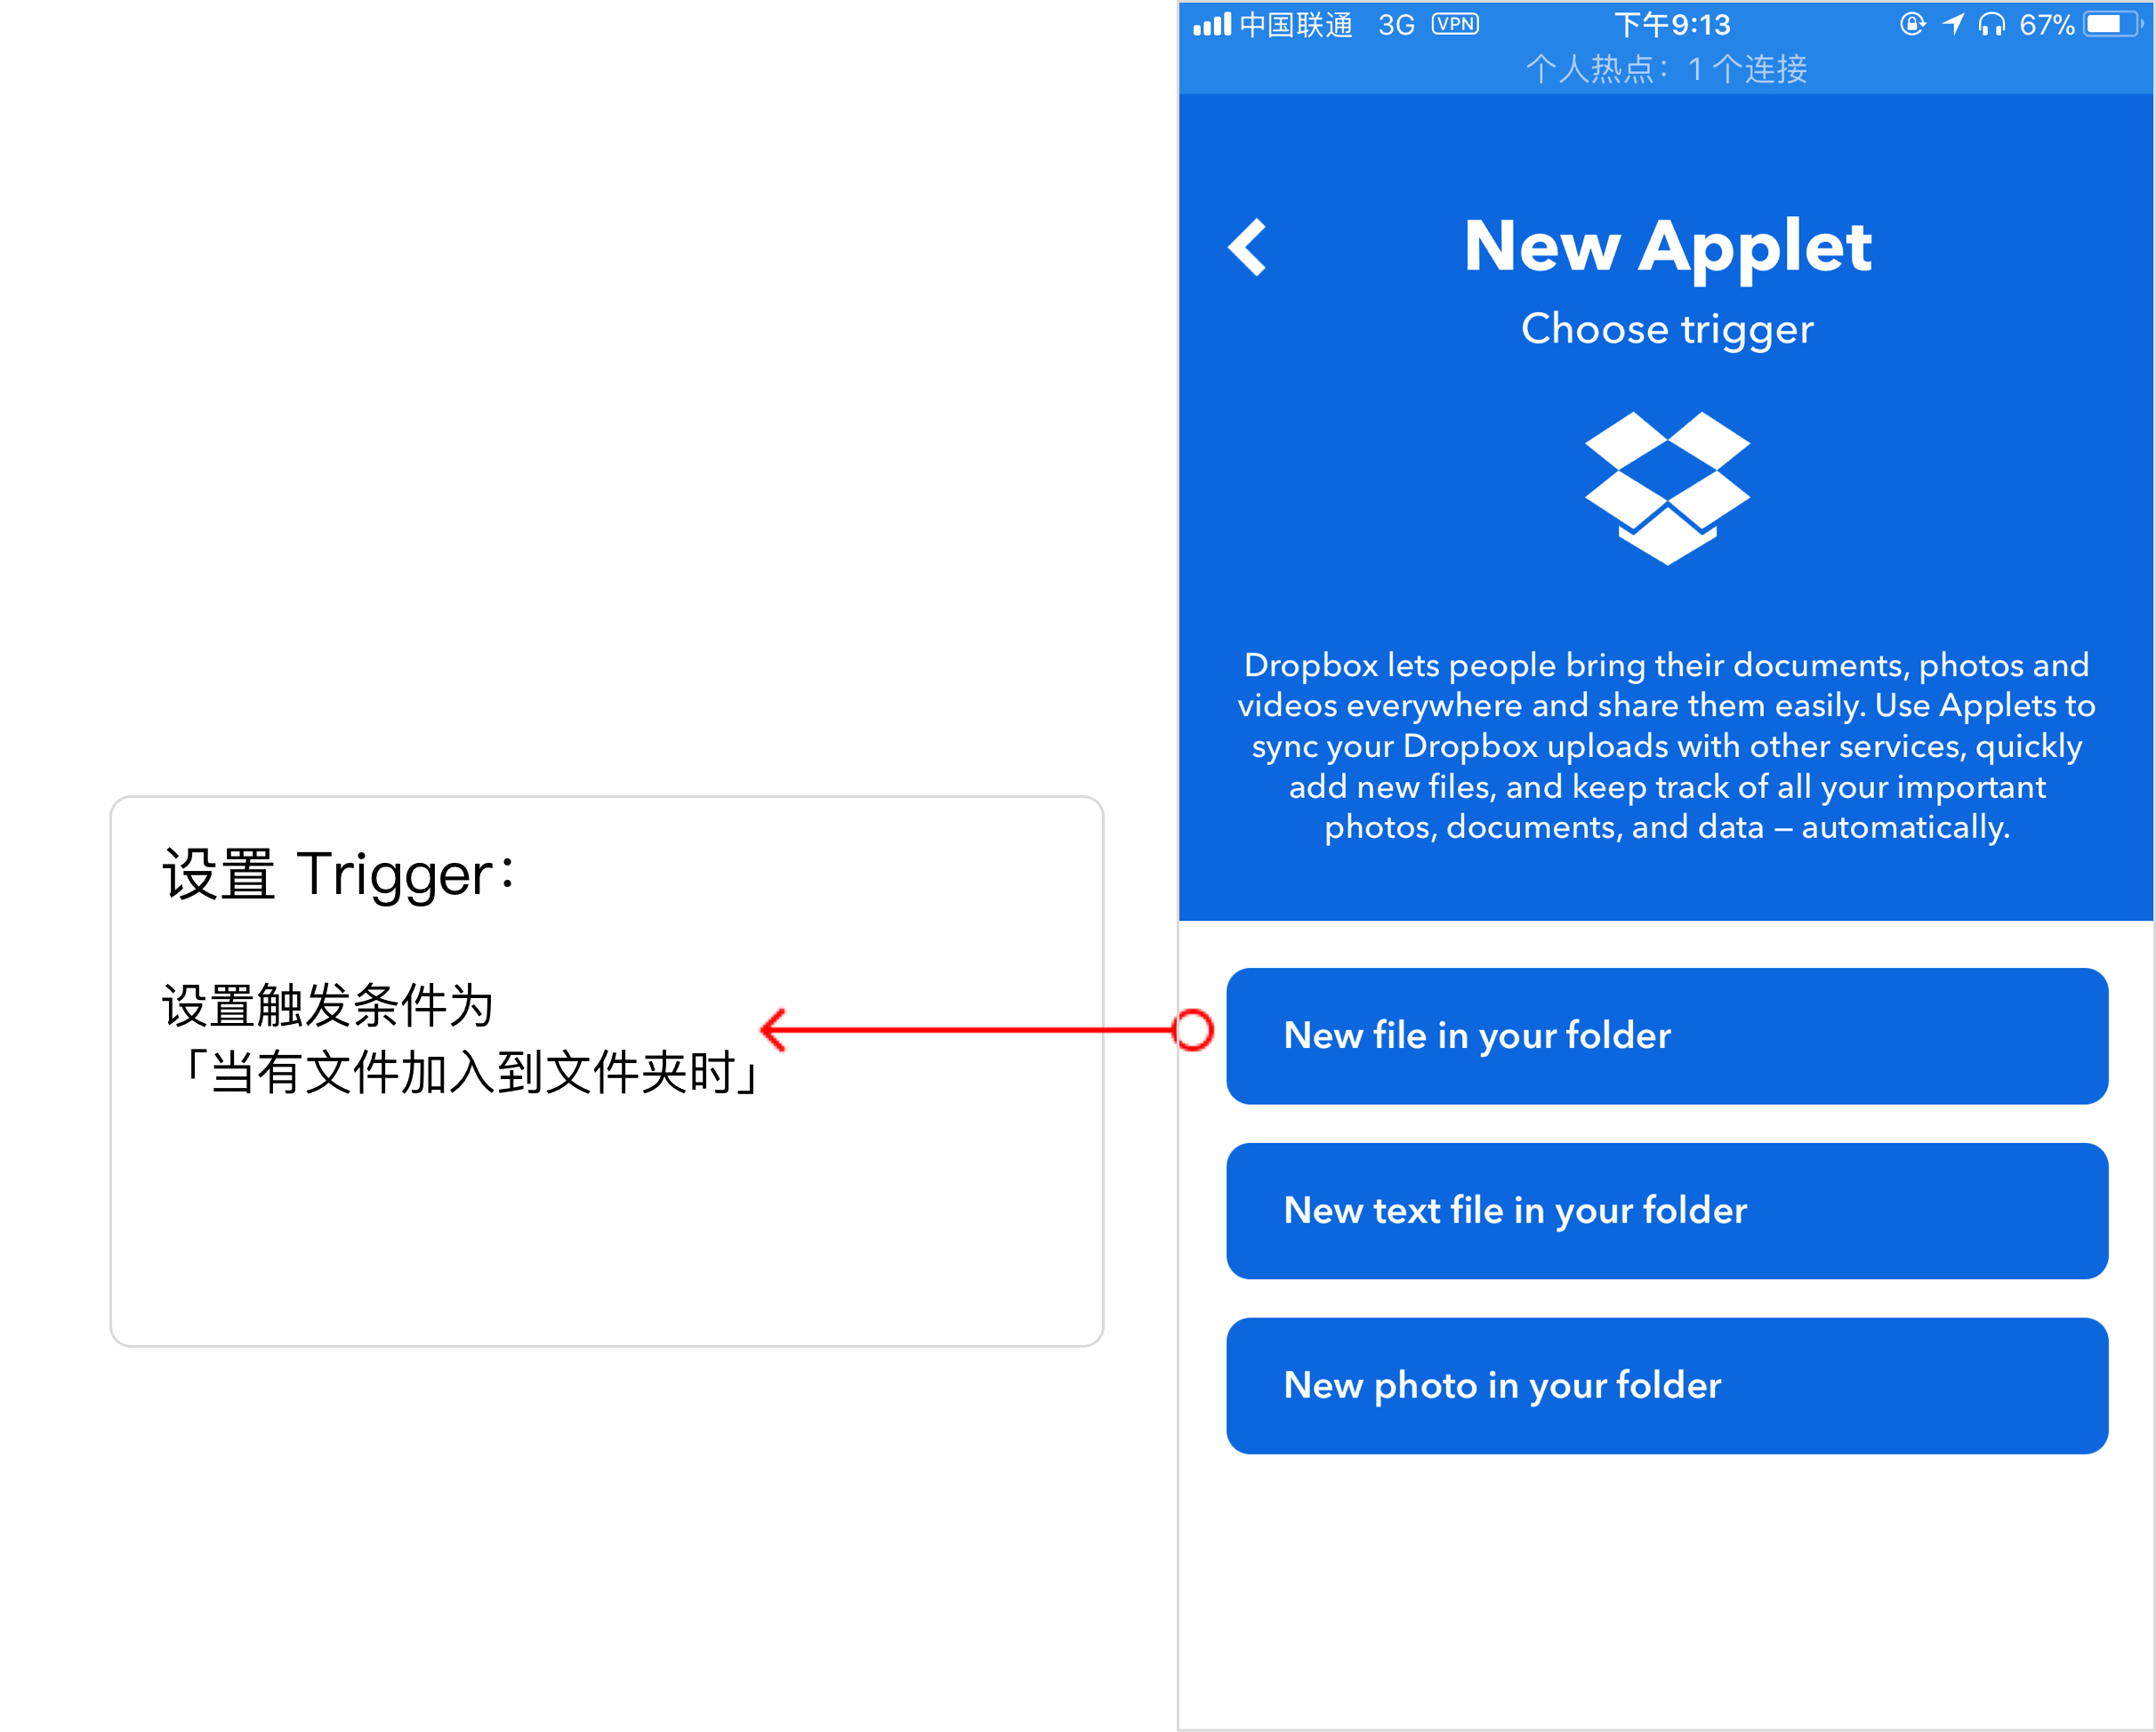 中国联通 3G VPN 下午9:13 67%
个人热点：1 个连接
New Applet
Choose trigger
Dropbox lets people bring their documents, photos and
videos everywhere and share them easily. Use Applets to
sync your Dropbox uploads with other services, quickly
add new files, and keep track of all your important
photos, documents, and data – automatically.
设置 Trigger：
设置触发条件为
「当有文件加入到文件夹时」
New file in your folder
New text file in your folder
New photo in your folder